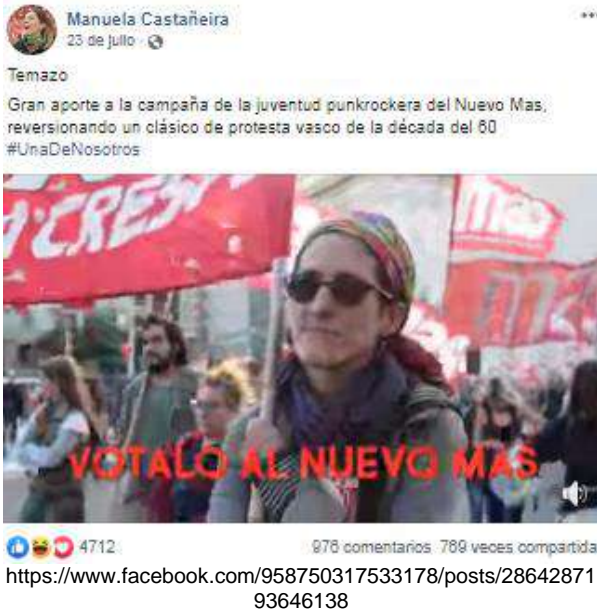 Manuela Castañeira
23 de julio ·
Temazo
Gran aporte a la campaña de la juventud punkrockera del Nuevo Mas,
reversionando un clásico de protesta vasco de la década del 60
#UnaDeNosotros
mas
VOTALO AL NUEVO MAS
4712
976 comentarios 769 veces compartida
https://www.facebook.com/958750317533178/posts/28642871
93646138